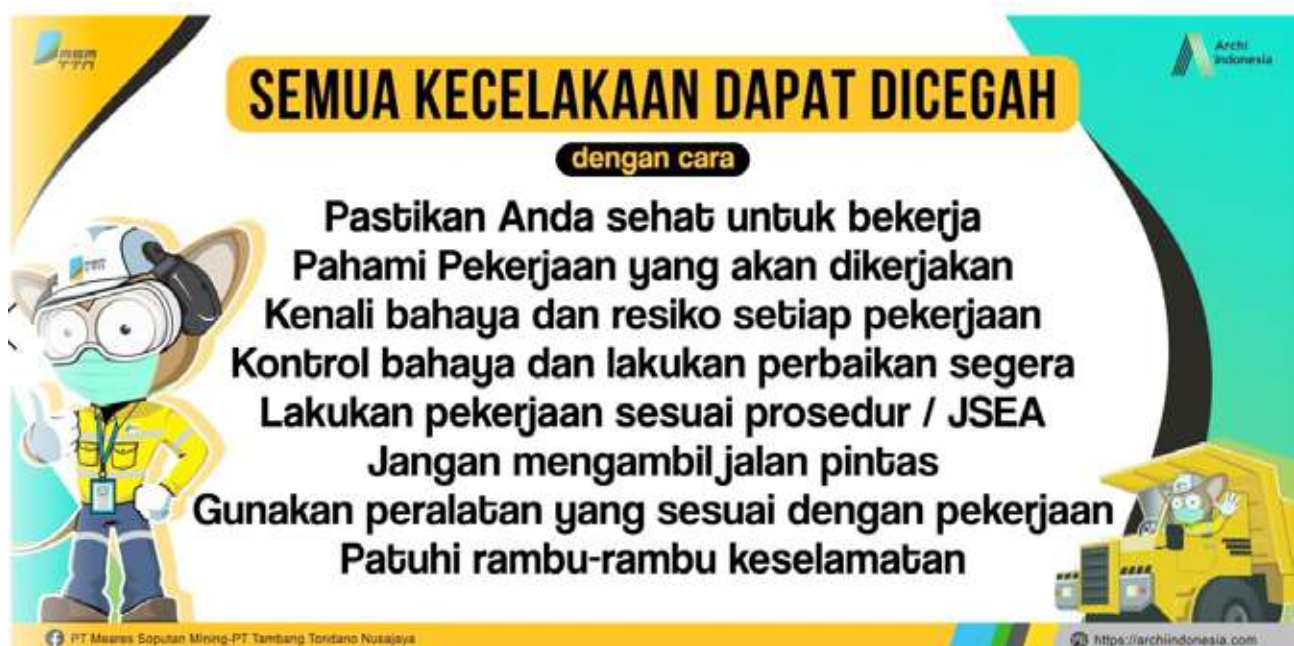 MSM
TTN
Archi
Indonesia
SEMUA KECELAKAAN DAPAT DICEGAH
dengan cara
Pastikan Anda sehat untuk bekerja
Pahami Pekerjaan yang akan dikerjakan
Kenali bahaya dan resiko setiap pekerjaan
Kontrol bahaya dan lakukan perbaikan segera
Lakukan pekerjaan sesuai prosedur / JSEA
Jangan mengambil jalan pintas
Gunakan peralatan yang sesuai dengan pekerjaan
Patuhi rambu-rambu keselamatan
PT Meares Soputan Mining-PT Tambang Tondano Nusajaya
https://archiindonesia.com